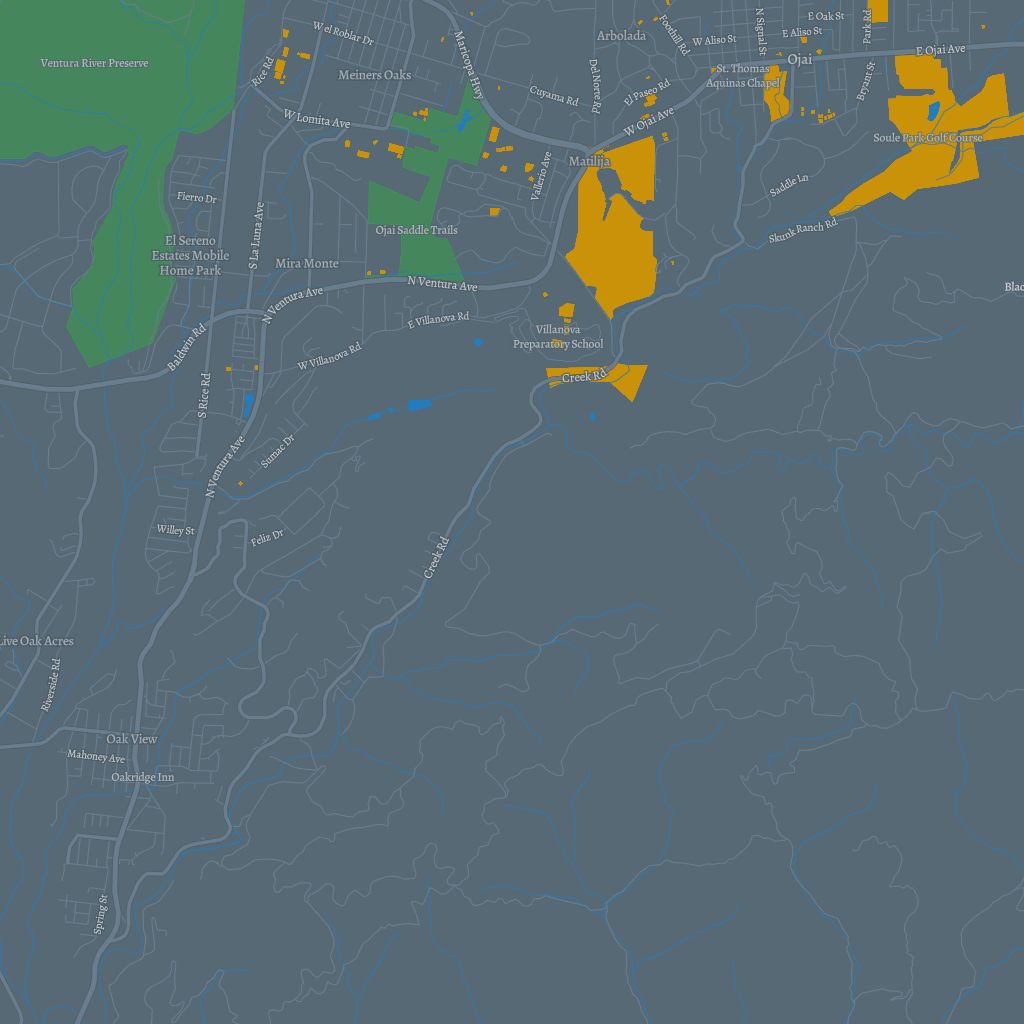 E Oak St
Park Rd
N Signal St
W el Roblar Dr
Arbolada
Foothill Rd
W Aliso St
E Aliso St
E Ojai Ave
Ojai
Ventura River Preserve
Rice Rd
Meiners Oaks
Maricopa Hwy
Del Norte Rd
St. Thomas
Aquinas Chapel
Bryant St
Cuyama Rd
El Paseo Rd
W Lomita Ave
W Ojai Ave
Soule Park Golf Course
Matilija
Vallerio Ave
Saddle Ln
Fierro Dr
S La Luna Ave
Ojai Saddle Trails
Skunk Ranch Rd
El Sereno
Estates Mobile
Home Park
Mira Monte
N Ventura Ave
Blac
N Ventura Ave
E Villanova Rd
Villanova
Preparatory School
Baldwin Rd
W Villanova Rd
Creek Rd
S Rice Rd
N Ventura Ave
Sumac Dr
Willey St
Feliz Dr
Creek Rd
Live Oak Acres
Riverside Rd
Oak View
Mahoney Ave
Oakridge Inn
Spring St